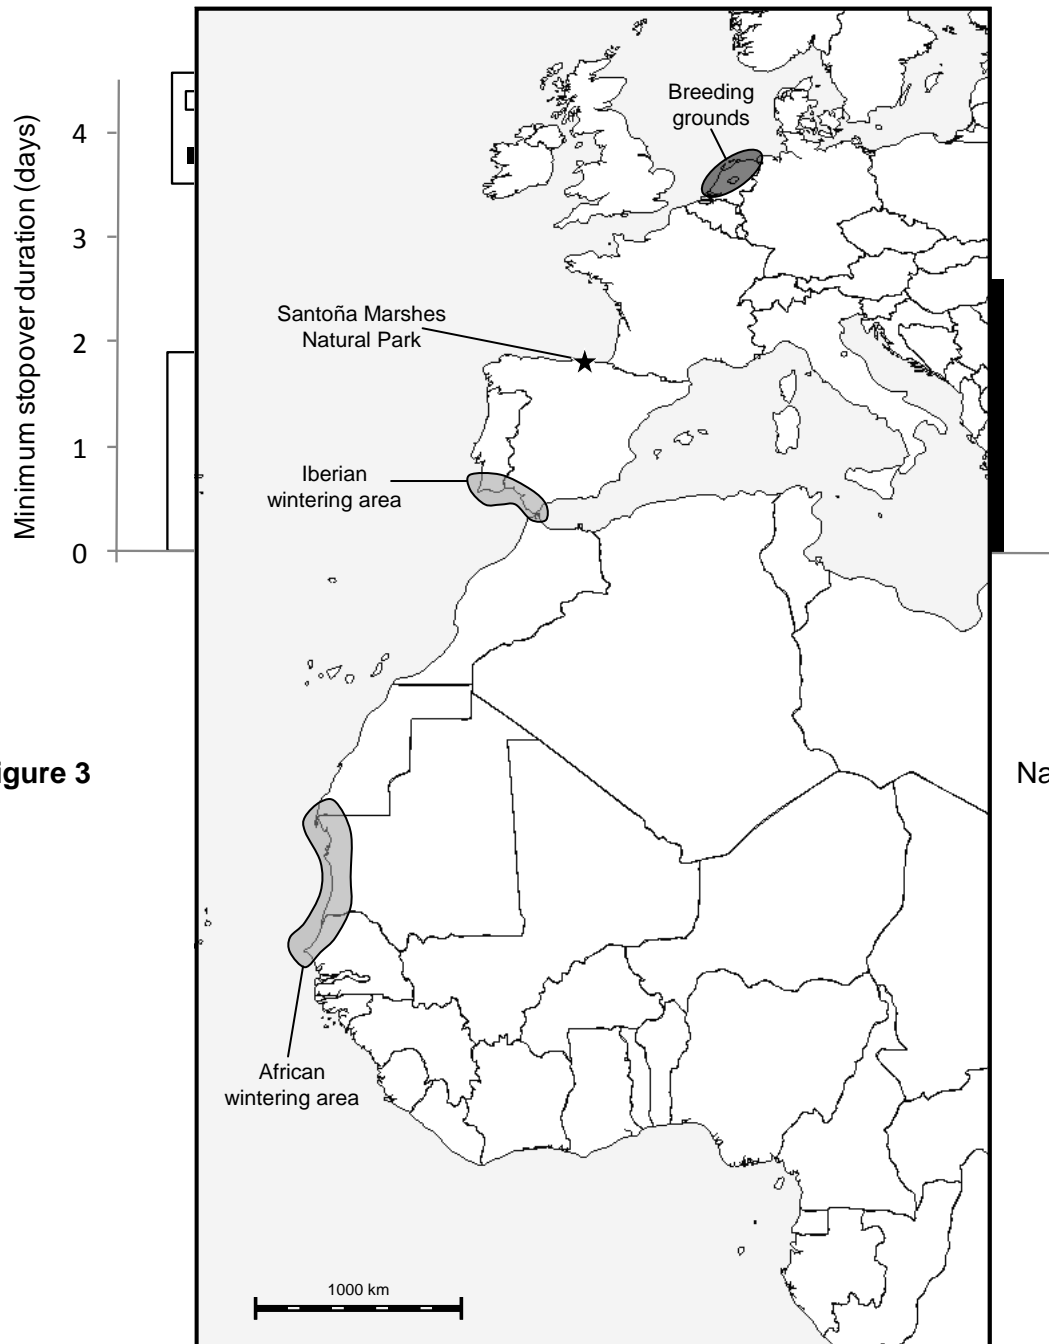 Breeding
grounds
Minimum stopover duration (days)
4
3
2
1
0
Santoña Marshes
Natural Park
Iberian
wintering area
igure 3
Na
African
wintering area
1000 km